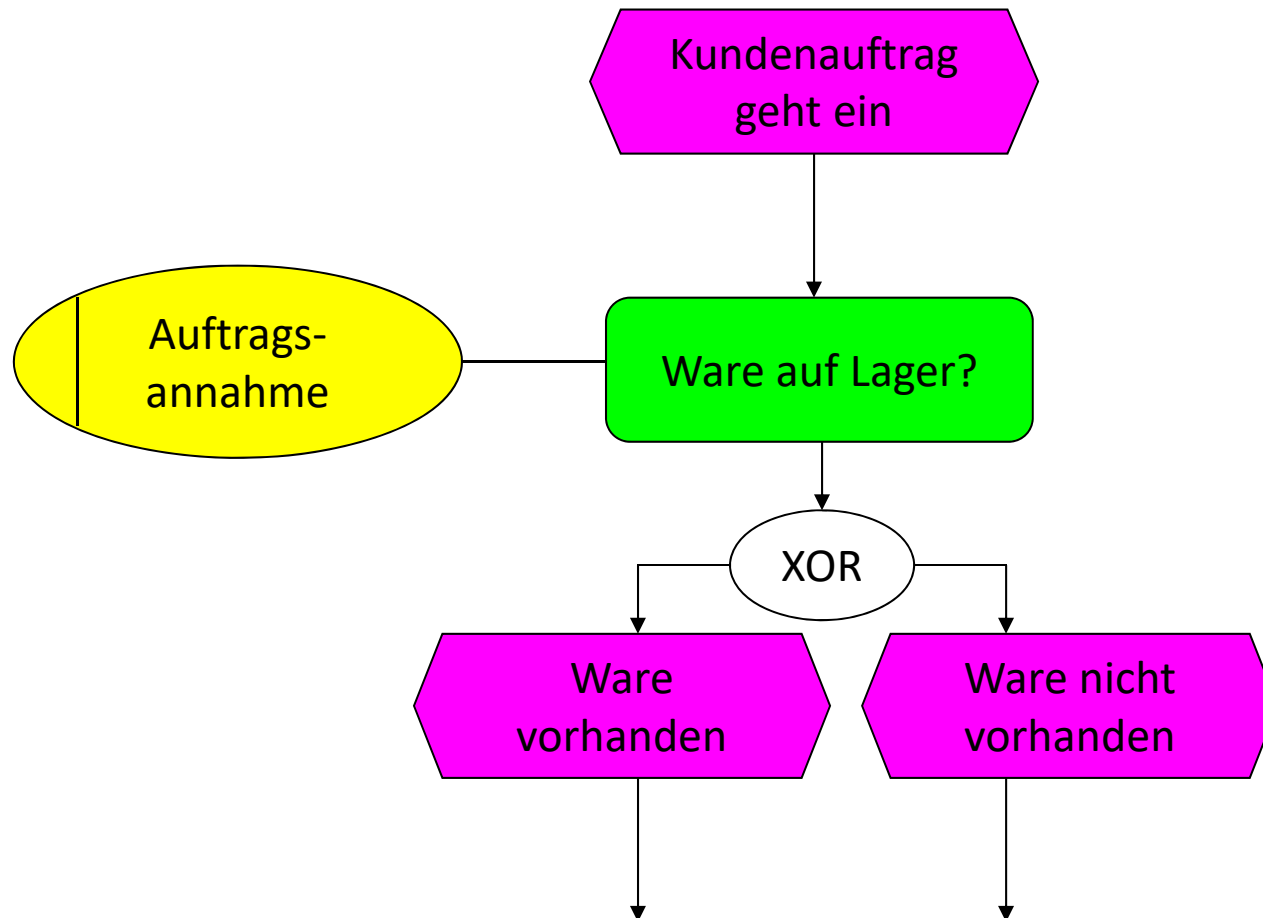 Kundenauftrag
geht ein
Auftrags-
annahme
Ware auf Lager?
XOR
Ware
vorhanden
Ware nicht
vorhanden